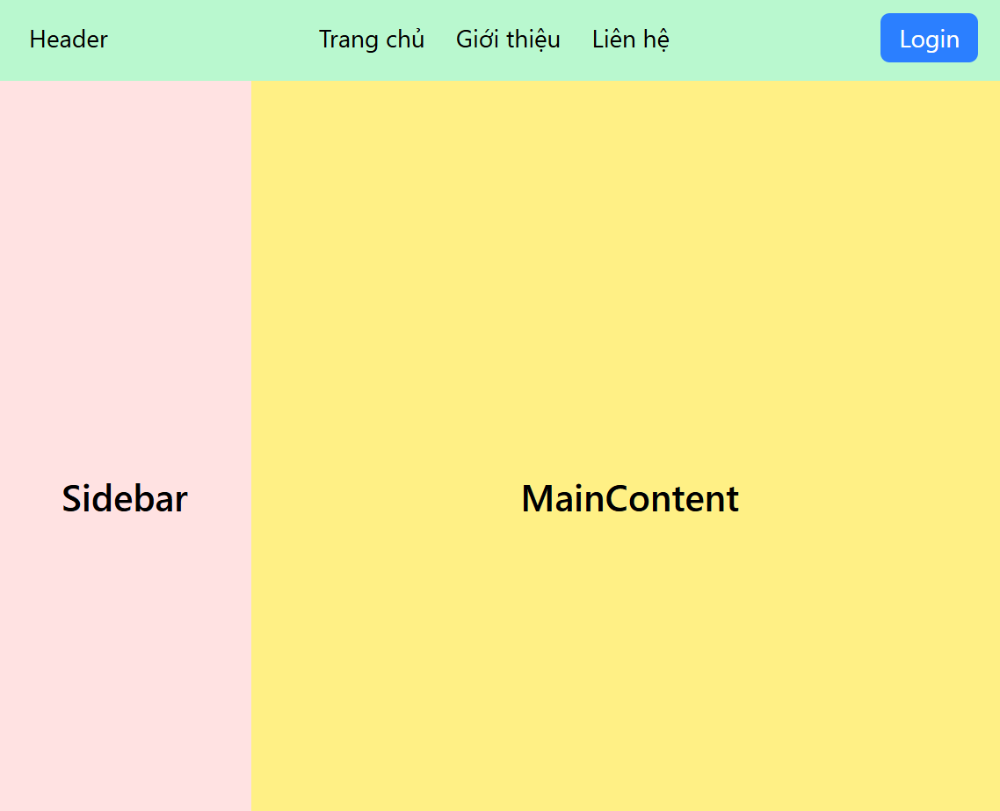 Header Trang chủ Giới thiệu Liên hệ Login
Sidebar MainContent